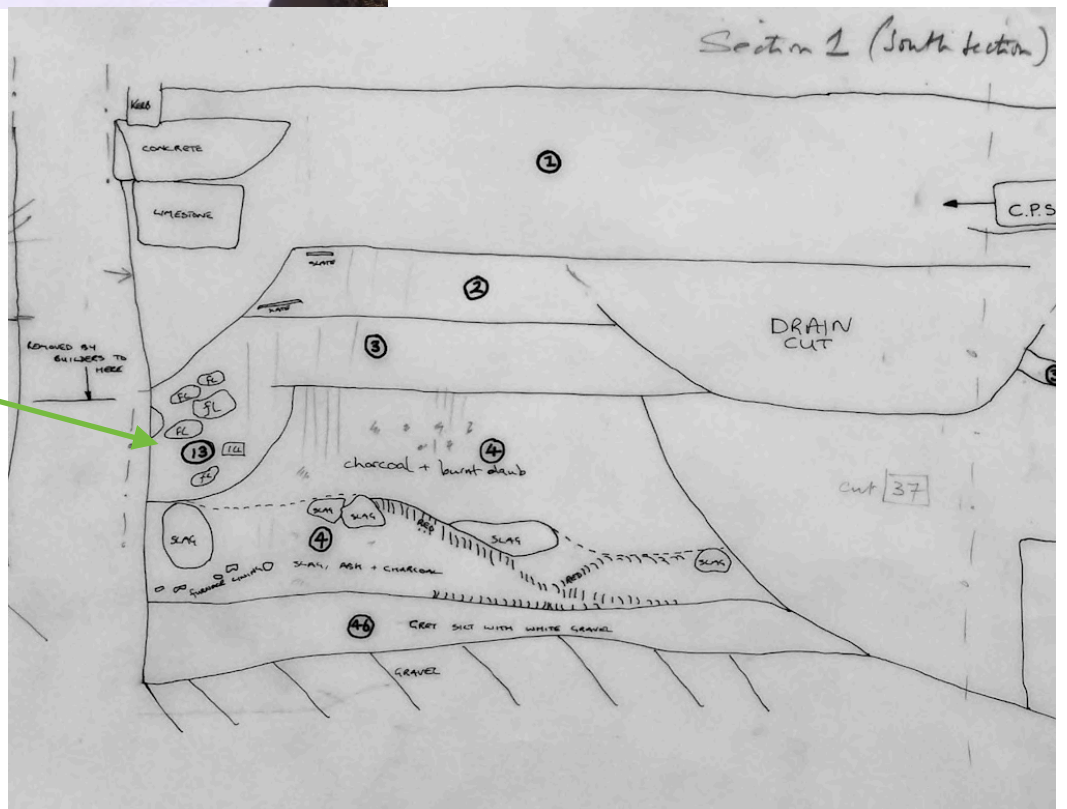 Section 1 (South Section)
KERB
CONCRETE
1
LIMESTONE
C.P.S
SLATE
2
SLATE
DRAIN
CUT
3
REMOVED BY
BUILDERS TO
HERE
FL
FL
FL
FL
13
FL
4
charcoal + burnt daub
cut 37
SLAG
SLAG
SLAG
RED
SLAG
4
SLAG, ASH + CHARCOAL
RED
SLAG
FURNACE LINING
46
GREY SILT WITH WHITE GRAVEL
GRAVEL